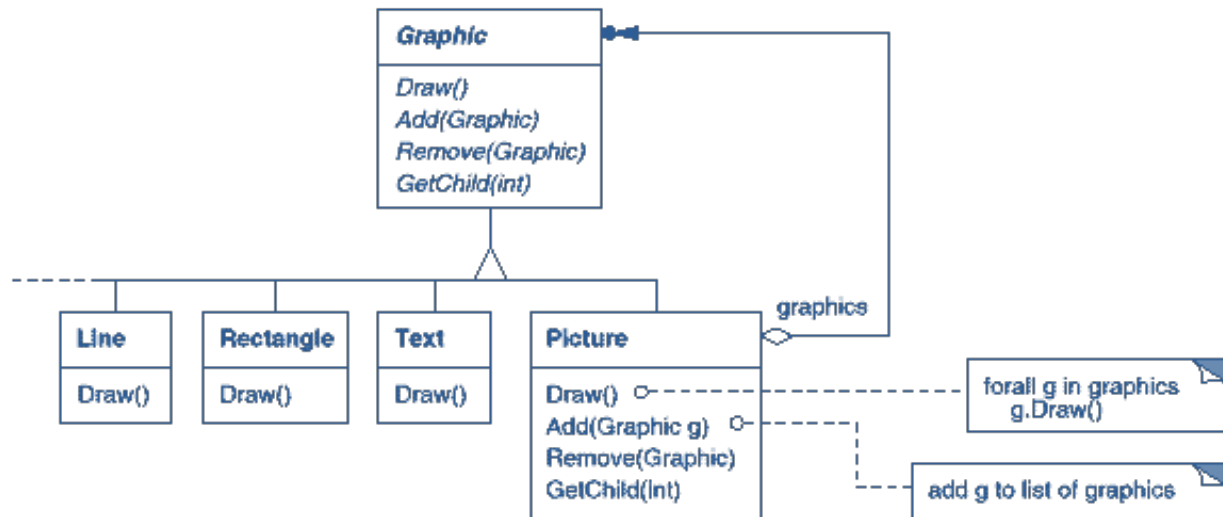 Graphic
Draw()
Add(Graphic)
Remove(Graphic)
GetChild(int)
graphics
Line
Draw()
Rectangle
Draw()
Text
Draw()
Picture
Draw()
Add(Graphic g)
Remove(Graphic)
GetChild(int)
forall g in graphics
g.Draw()
add g to list of graphics